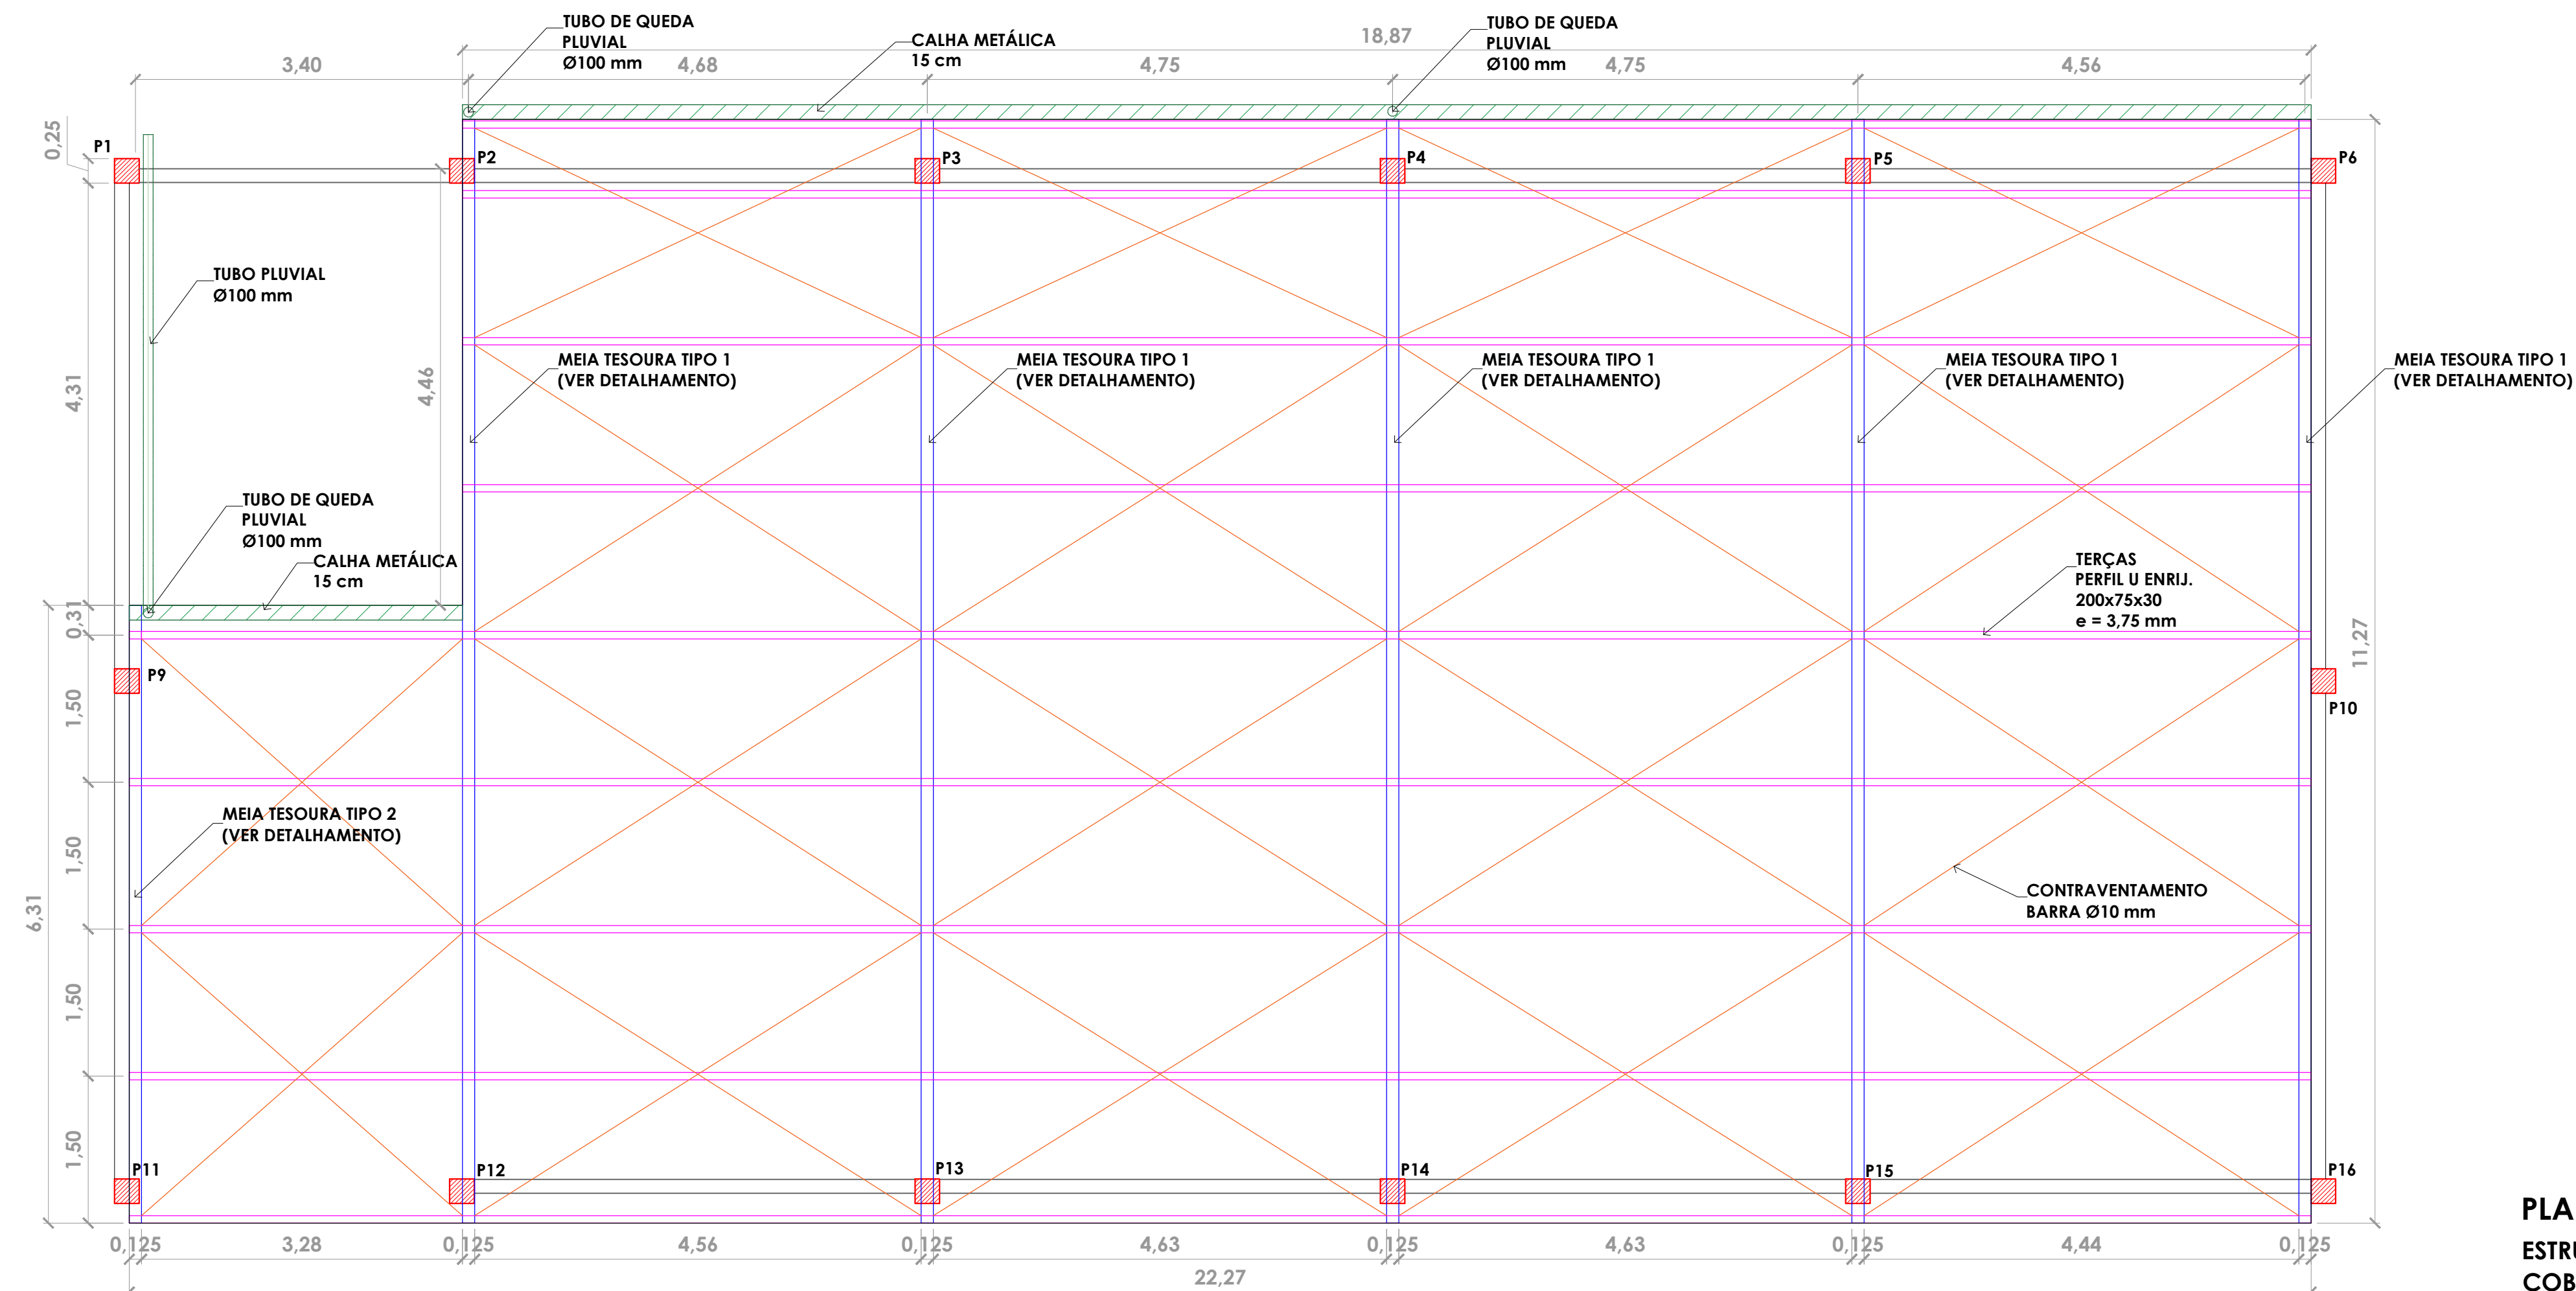 TUBO DE QUEDA
PLUVIAL
Ø100 mm
CALHA METÁLICA
15 cm
TUBO DE QUEDA
PLUVIAL
Ø100 mm
18,87
3,40
4,68
4,75
4,75
4,56
0,25
P1
P2
P3
P4
P5
P6
TUBO PLUVIAL
Ø100 mm
4,31
4,46
MEIA TESOURA TIPO 1
(VER DETALHAMENTO)
MEIA TESOURA TIPO 1
(VER DETALHAMENTO)
MEIA TESOURA TIPO 1
(VER DETALHAMENTO)
MEIA TESOURA TIPO 1
(VER DETALHAMENTO)
MEIA TESOURA TIPO 1
(VER DETALHAMENTO)
TUBO DE QUEDA
PLUVIAL
Ø100 mm
CALHA METÁLICA
15 cm
TERÇAS
PERFIL U ENRIJ.
200x75x30
e = 3,75 mm
0,31
11,27
P9
P10
1,50
MEIA TESOURA TIPO 2
(VER DETALHAMENTO)
1,50
6,31
CONTRAVENTAMENTO
BARRA Ø10 mm
1,50
1,50
P11
P12
P13
P14
P15
P16
PLA
ESTRU
COB
0,125
3,28
0,125
4,56
0,125
4,63
0,125
4,63
0,125
4,44
0,125
22,27